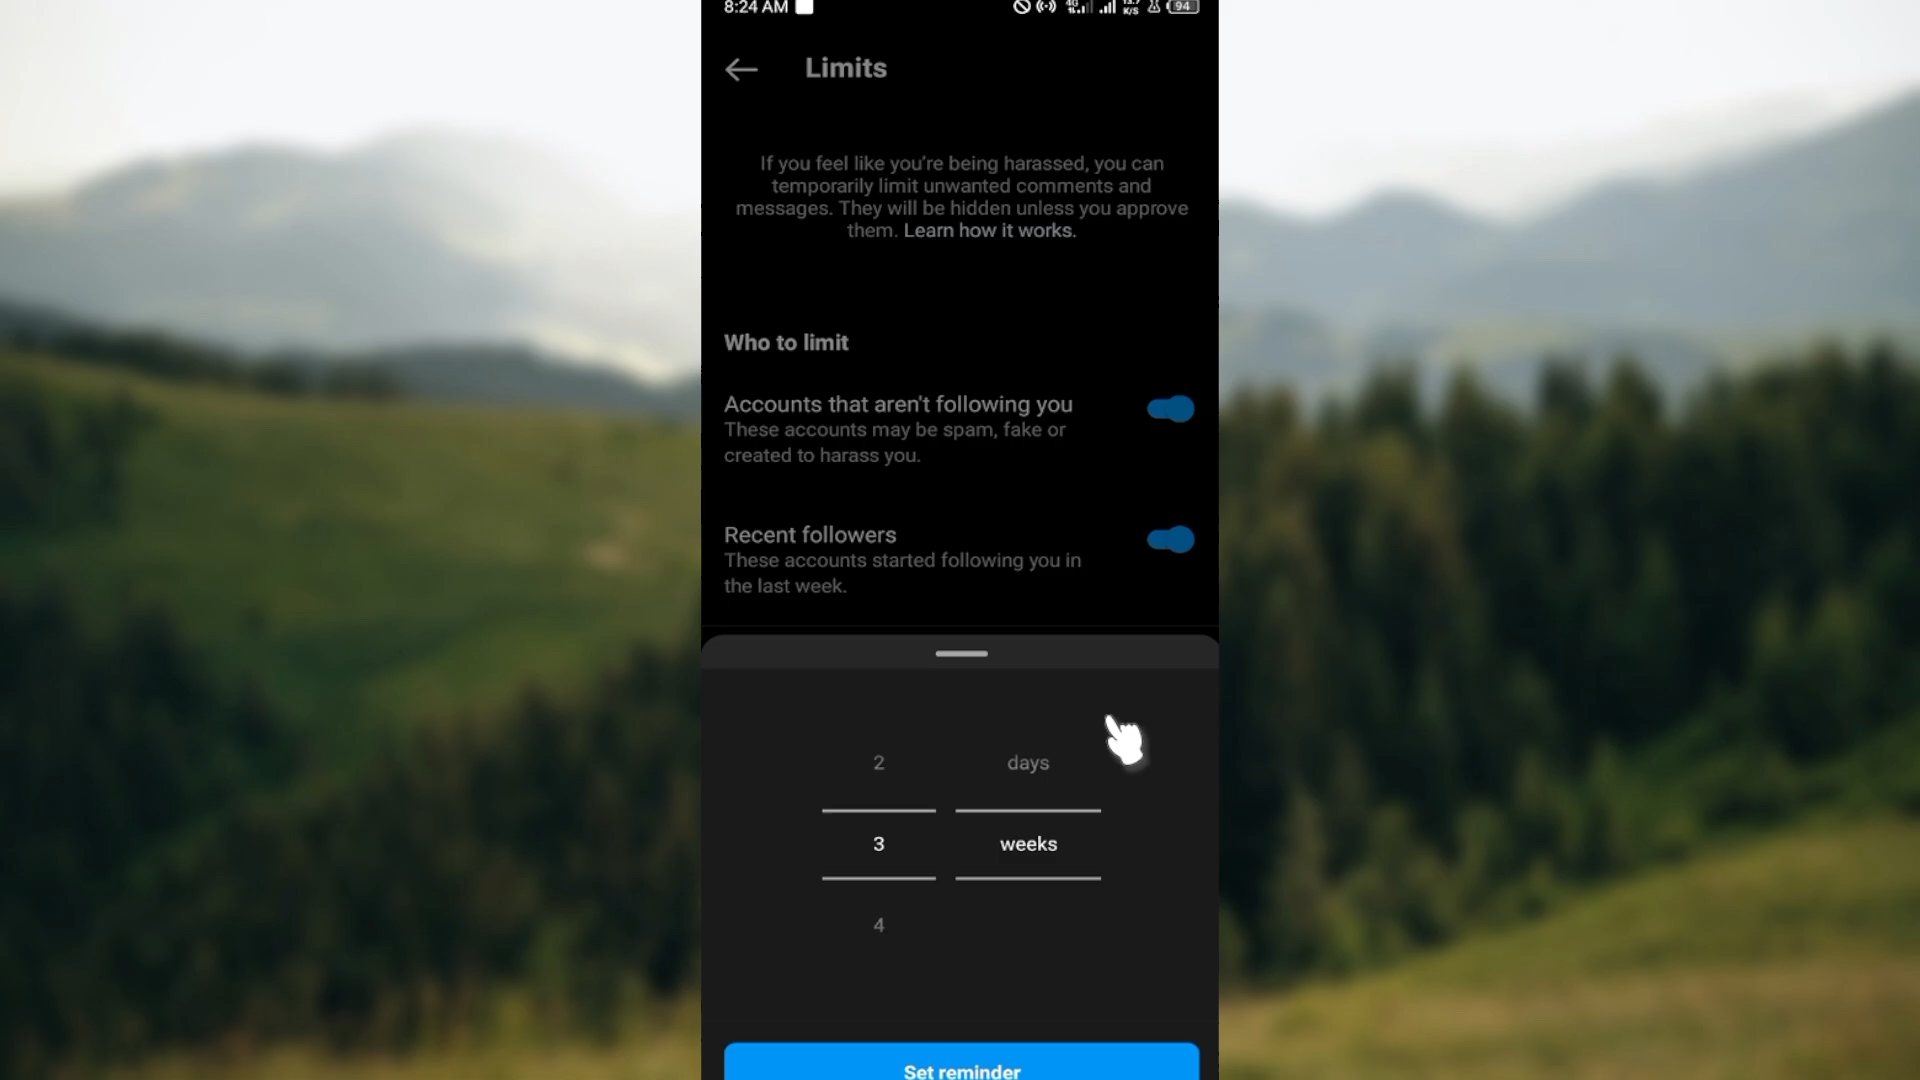 8:24 AM
4G
K/S
94
Limits
If you feel like you're being harassed, you can
temporarily limit unwanted comments and
messages. They will be hidden unless you approve
them. Learn how it works.
Who to limit
Accounts that aren't following you
These accounts may be spam, fake or
created to harass you.
Recent followers
These accounts started following you in
the last week.
2 days
3 weeks
4
Set reminder